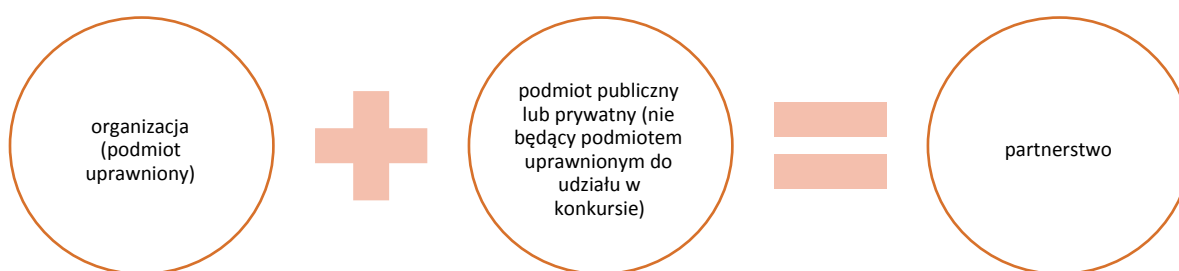 organizacja
(podmiot
uprawniony)
podmiot publiczny
lub prywatny (nie
będący podmiotem
uprawnionym do
udziału w
konkursie)
partnerstwo